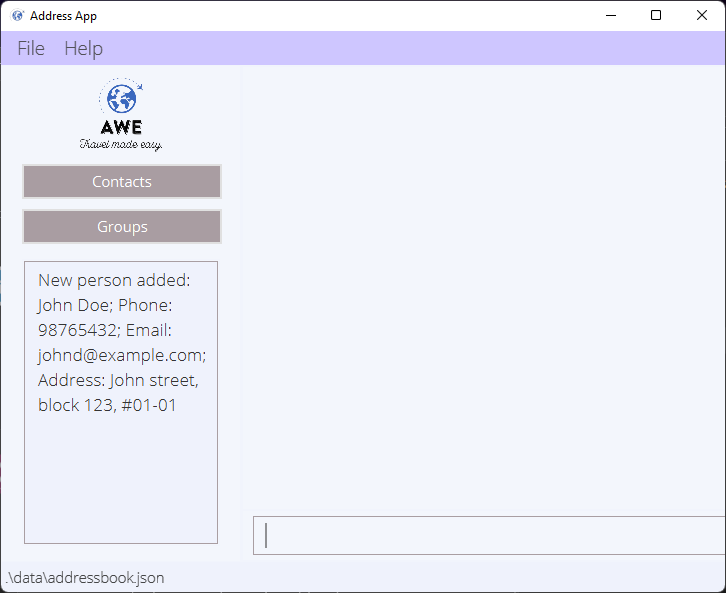 Address App
File Help
AWE
Travel made easy.
Contacts
Groups
New person added:
John Doe; Phone:
98765432; Email:
johnd@example.com;
Address: John street,
block 123, #01-01
.\data\addressbook.json